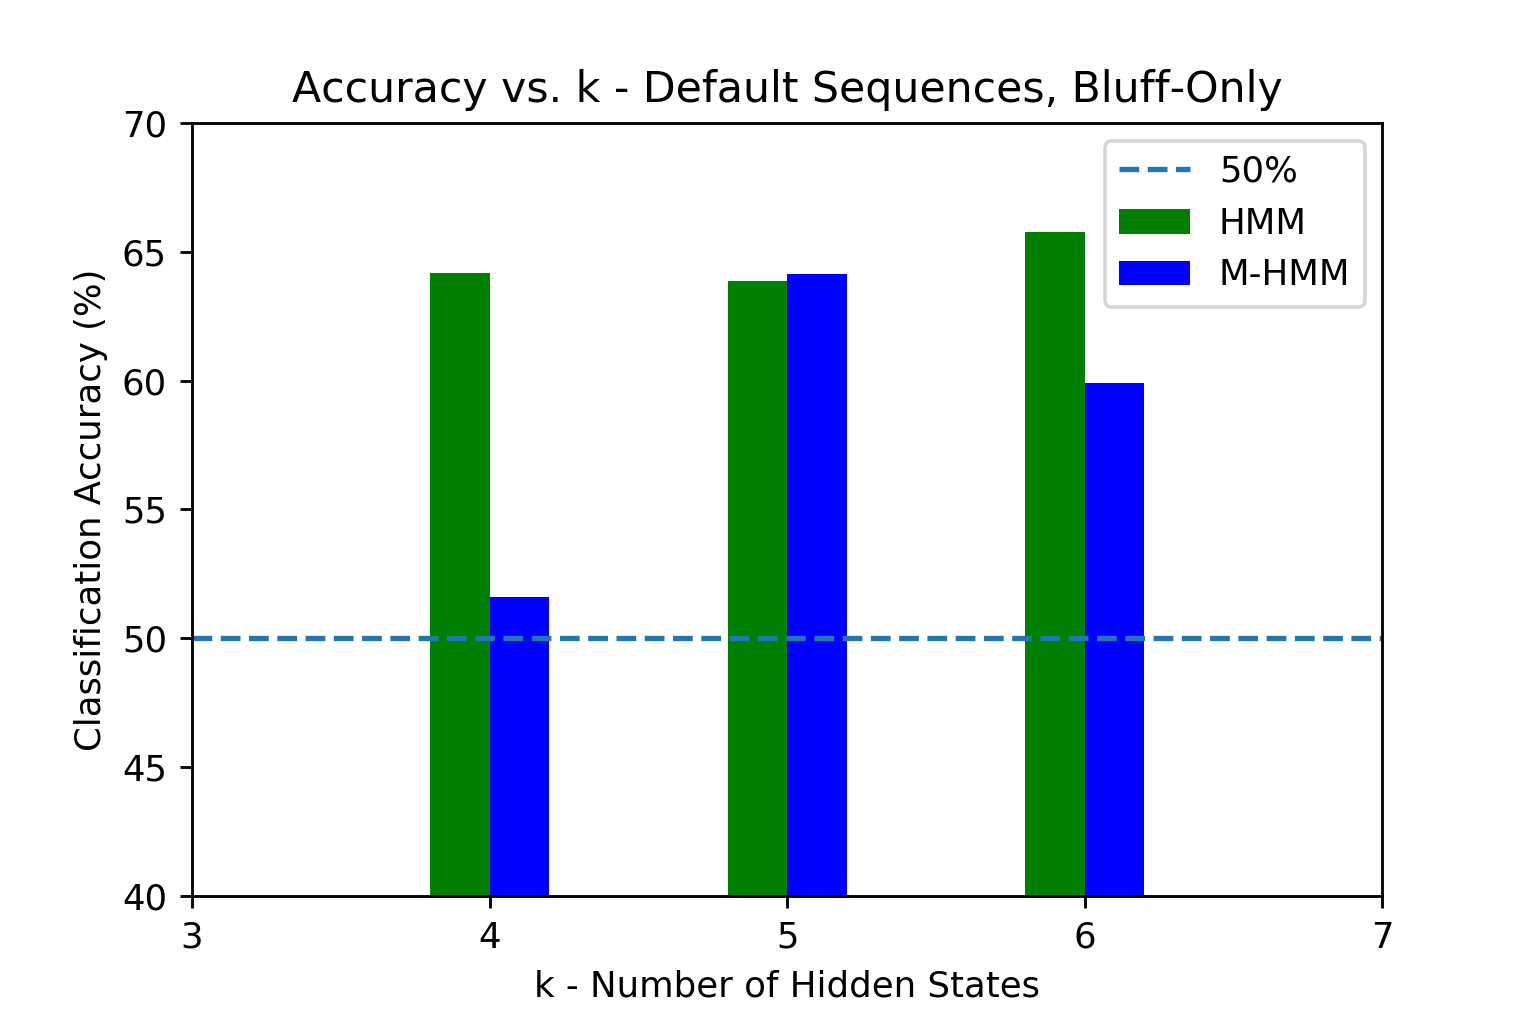 Accuracy vs. k - Default Sequences, Bluff-Only
70
65
60
55
50
45
40
Classification Accuracy (%)
50%
HMM
M-HMM
3 4 5 6 7
k - Number of Hidden States